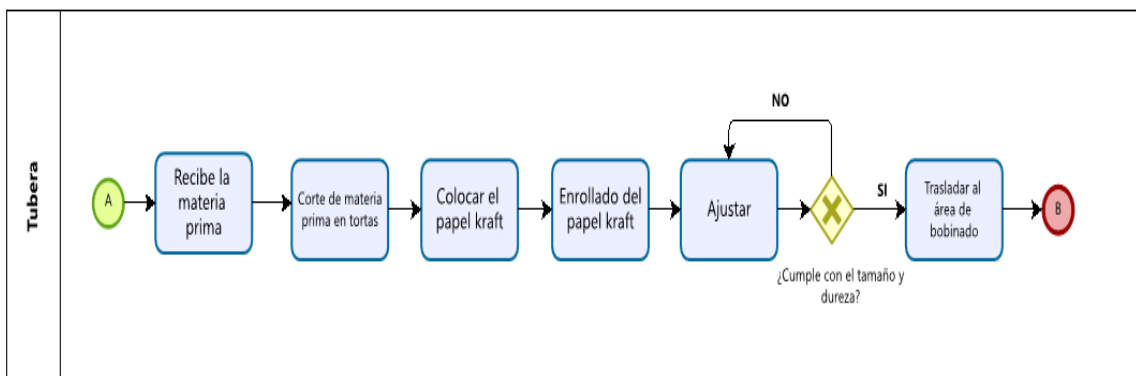 Tubera
A
Recibe la
materia
prima
Corte de materia
prima en tortas
Colocar el
papel kraft
Enrollado del
papel kraft
Ajustar
NO
¿Cumple con el tamaño y
dureza?
SI
Trasladar al
área de
bobinado
B